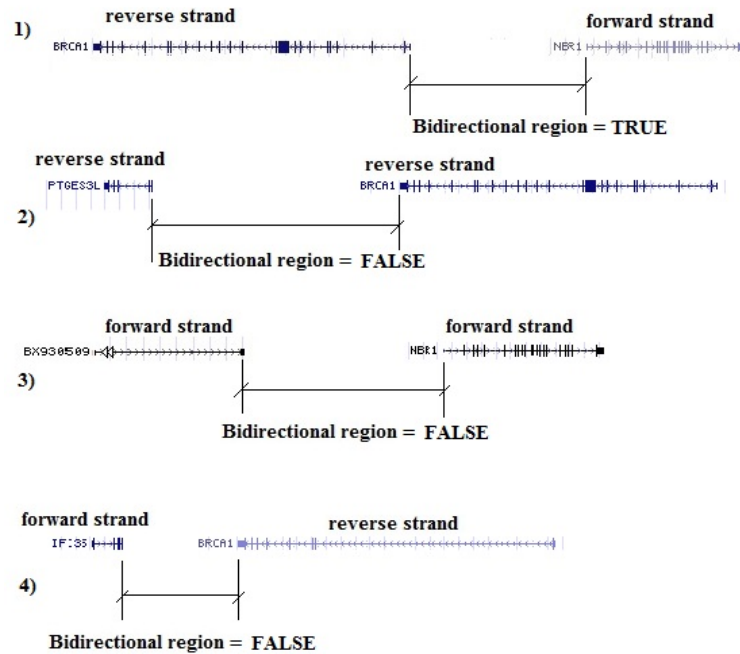 1)
reverse strand
forward strand
BRCA1
NBR1
Bidirectional region = TRUE
reverse strand
reverse strand
PTGES3L
BRCA1
2)
Bidirectional region = FALSE
forward strand
forward strand
BX930509
NBR1
3)
Bidirectional region = FALSE
forward strand
reverse strand
IFI35
BRCA1
4)
Bidirectional region = FALSE